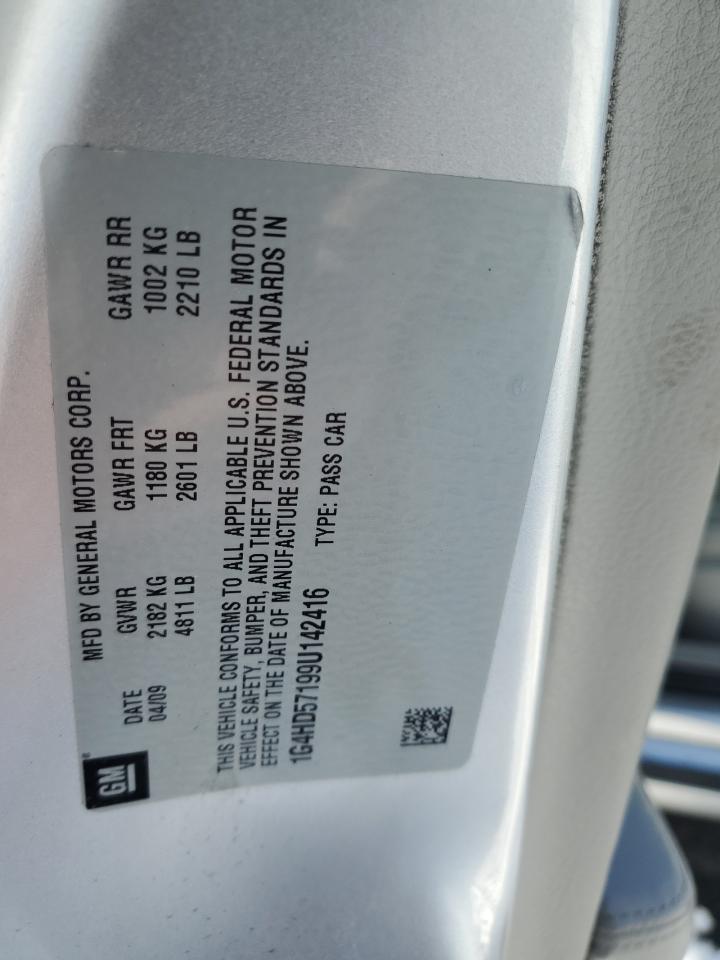 GM
MFD BY GENERAL MOTORS CORP.
DATE GVWR GAWR FRT GAWR RR
04/09 2182 KG 1180 KG 1002 KG
4811 LB 2601 LB 2210 LB
THIS VEHICLE CONFORMS TO ALL APPLICABLE U.S. FEDERAL MOTOR
VEHICLE SAFETY, BUMPER, AND THEFT PREVENTION STANDARDS IN
EFFECT ON THE DATE OF MANUFACTURE SHOWN ABOVE.
1G4HD57199U142416 TYPE: PASS CAR